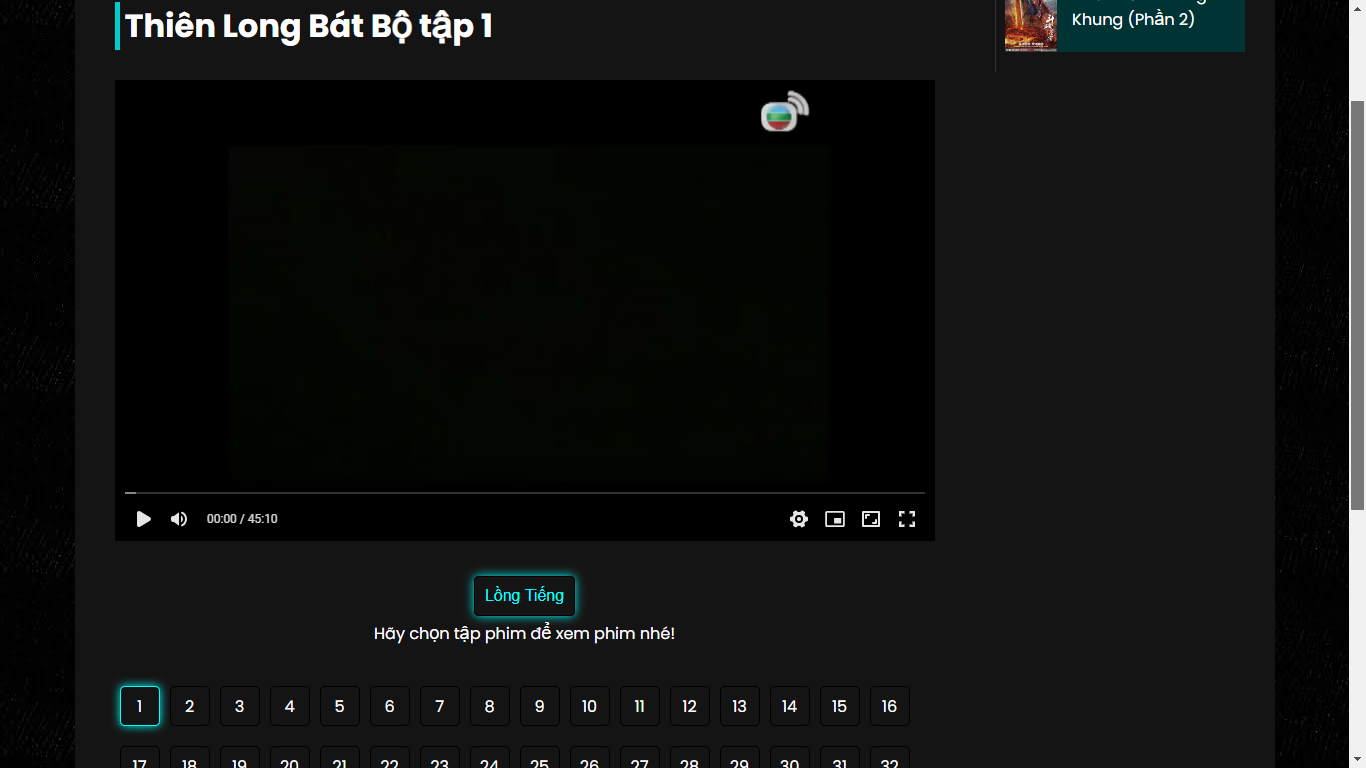 Thiên Long Bát Bộ tập 1
Khung (Phần 2)
00:00 / 45:10
Lồng Tiếng
Hãy chọn tập phim để xem phim nhé!
1 2 3 4 5 6 7 8 9 10 11 12 13 14 15 16
17 18 19 20 21 22 23 24 25 26 27 28 29 30 31 32